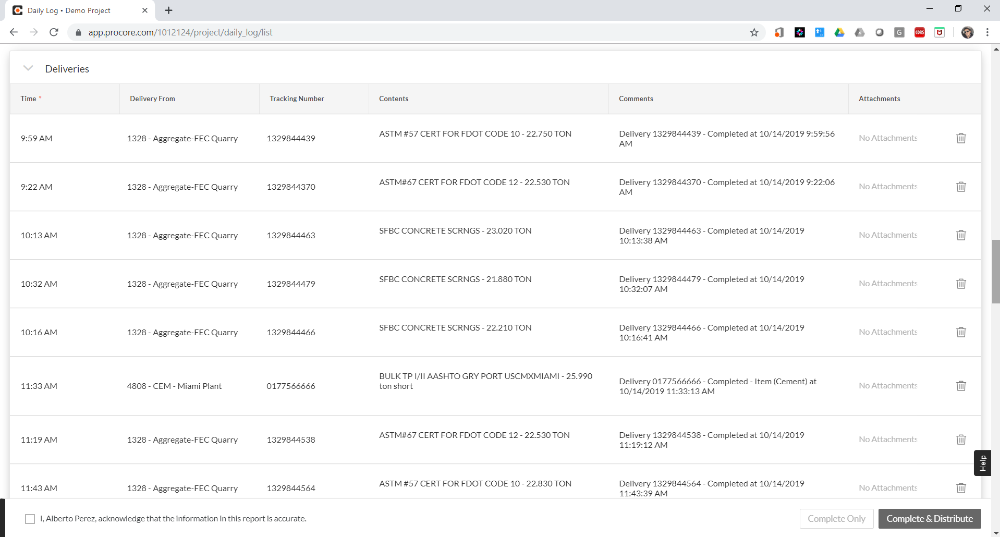 Daily Log • Demo Project
app.procore.com/1012124/project/daily_log/list
G
CORS
Deliveries
Time *
Delivery From
Tracking Number
Contents
Comments
Attachments
9:59 AM
1328 - Aggregate-FEC Quarry
1329844439
ASTM #57 CERT FOR FDOT CODE 10 - 22.750 TON
Delivery 1329844439 - Completed at 10/14/2019 9:59:56
AM
No Attachments
9:22 AM
1328 - Aggregate-FEC Quarry
1329844370
ASTM#67 CERT FOR FDOT CODE 12 - 22.530 TON
Delivery 1329844370 - Completed at 10/14/2019 9:22:06
AM
No Attachments
10:13 AM
1328 - Aggregate-FEC Quarry
1329844463
SFBC CONCRETE SCRNGS - 23.020 TON
Delivery 1329844463 - Completed at 10/14/2019
10:13:38 AM
No Attachments
10:32 AM
1328 - Aggregate-FEC Quarry
1329844479
SFBC CONCRETE SCRNGS - 21.880 TON
Delivery 1329844479 - Completed at 10/14/2019
10:32:07 AM
No Attachments
10:16 AM
1328 - Aggregate-FEC Quarry
1329844466
SFBC CONCRETE SCRNGS - 22.210 TON
Delivery 1329844466 - Completed at 10/14/2019
10:16:41 AM
No Attachments
11:33 AM
4808 - CEM - Miami Plant
0177566666
BULK TP I/II AASHTO GRY PORT USCMXMIAMI - 25.990
ton short
Delivery 0177566666 - Completed - Item (Cement) at
10/14/2019 11:33:13 AM
No Attachments
11:19 AM
1328 - Aggregate-FEC Quarry
1329844538
ASTM#67 CERT FOR FDOT CODE 12 - 22.530 TON
Delivery 1329844538 - Completed at 10/14/2019
11:19:12 AM
No Attachments
11:43 AM
1328 - Aggregate-FEC Quarry
1329844564
ASTM #57 CERT FOR FDOT CODE 10 - 22.830 TON
Delivery 1329844564 - Completed at 10/14/2019
11:43:39 AM
No Attachments
Help
I, Alberto Perez, acknowledge that the information in this report is accurate.
Complete Only
Complete & Distribute